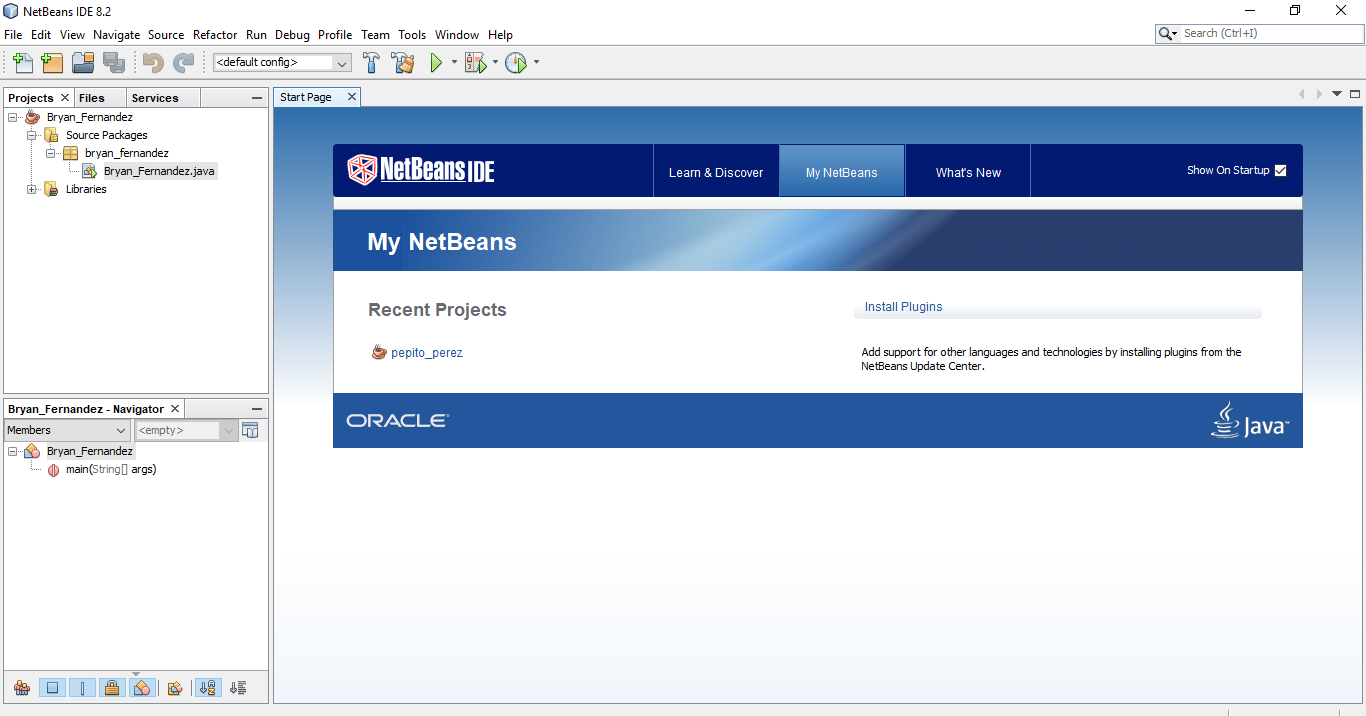 NetBeans IDE 8.2
File Edit View Navigate Source Refactor Run Debug Profile Team Tools Window Help
Search (Ctrl+I)
<default config>
Projects Files Services
Bryan_Fernandez
Source Packages
bryan_fernandez
Bryan_Fernandez.java
Libraries
Bryan_Fernandez - Navigator
Members <empty>
Bryan_Fernandez
main(String[] args)
Start Page
NetBeans IDE
Learn & Discover My NetBeans What's New Show On Startup
My NetBeans
Recent Projects
pepito_perez
Install Plugins
Add support for other languages and technologies by installing plugins from the
NetBeans Update Center.
ORACLE
Java